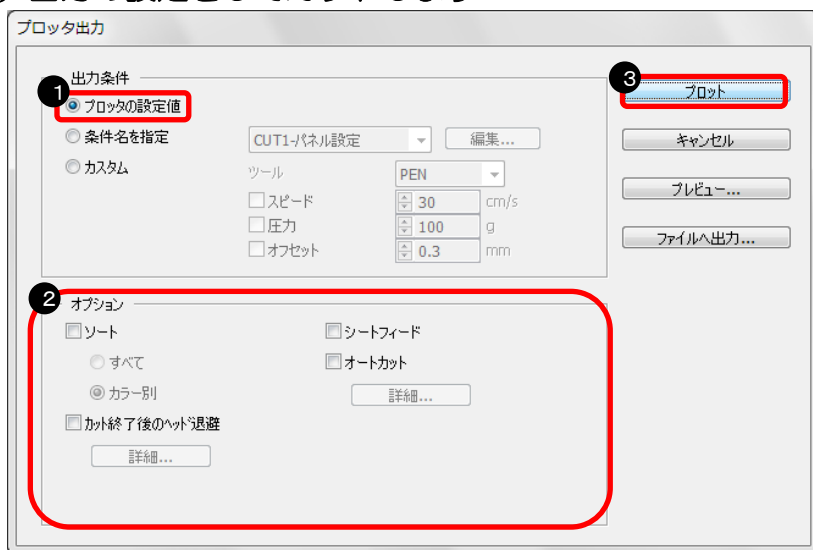 プロッタ出力
出力条件
1
プロッタの設定値
条件名を指定
CUT1-パネル設定
編集...
カスタム
ツール
PEN
スピード
30
cm/s
圧力
100
g
オフセット
0.3
mm
2
オプション
ソート
すべて
カラー別
カット終了後のヘッド退避
詳細...
シートフィード
オートカット
詳細...
3
プロット
キャンセル
プレビュー...
ファイルへ出力...